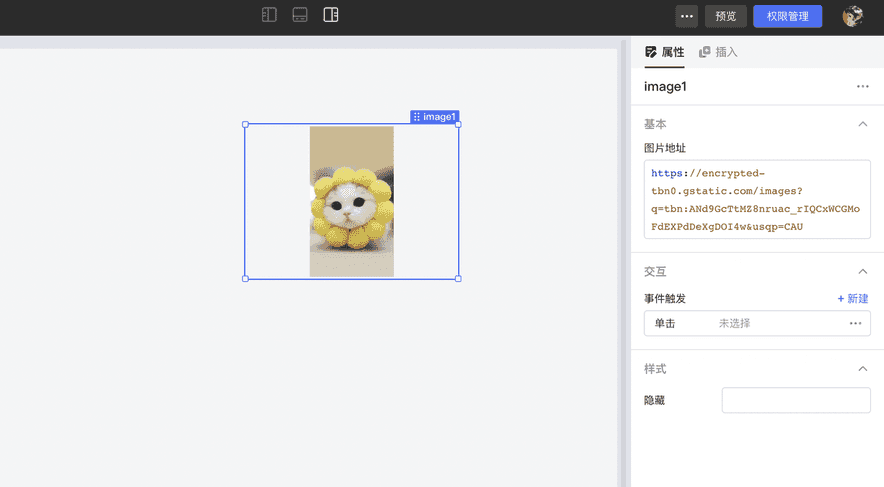 预览
权限管理
属性
插入
image1
image1
基本
图片地址
https://encrypted-
tbn0.gstatic.com/images?
q=tbn:ANd9GcTtMZ8nruac_rIQCxWCGMo
FdEXPdDeXgDOI4w&usqp=CAU
交互
事件触发
+ 新建
单击
未选择
样式
隐藏